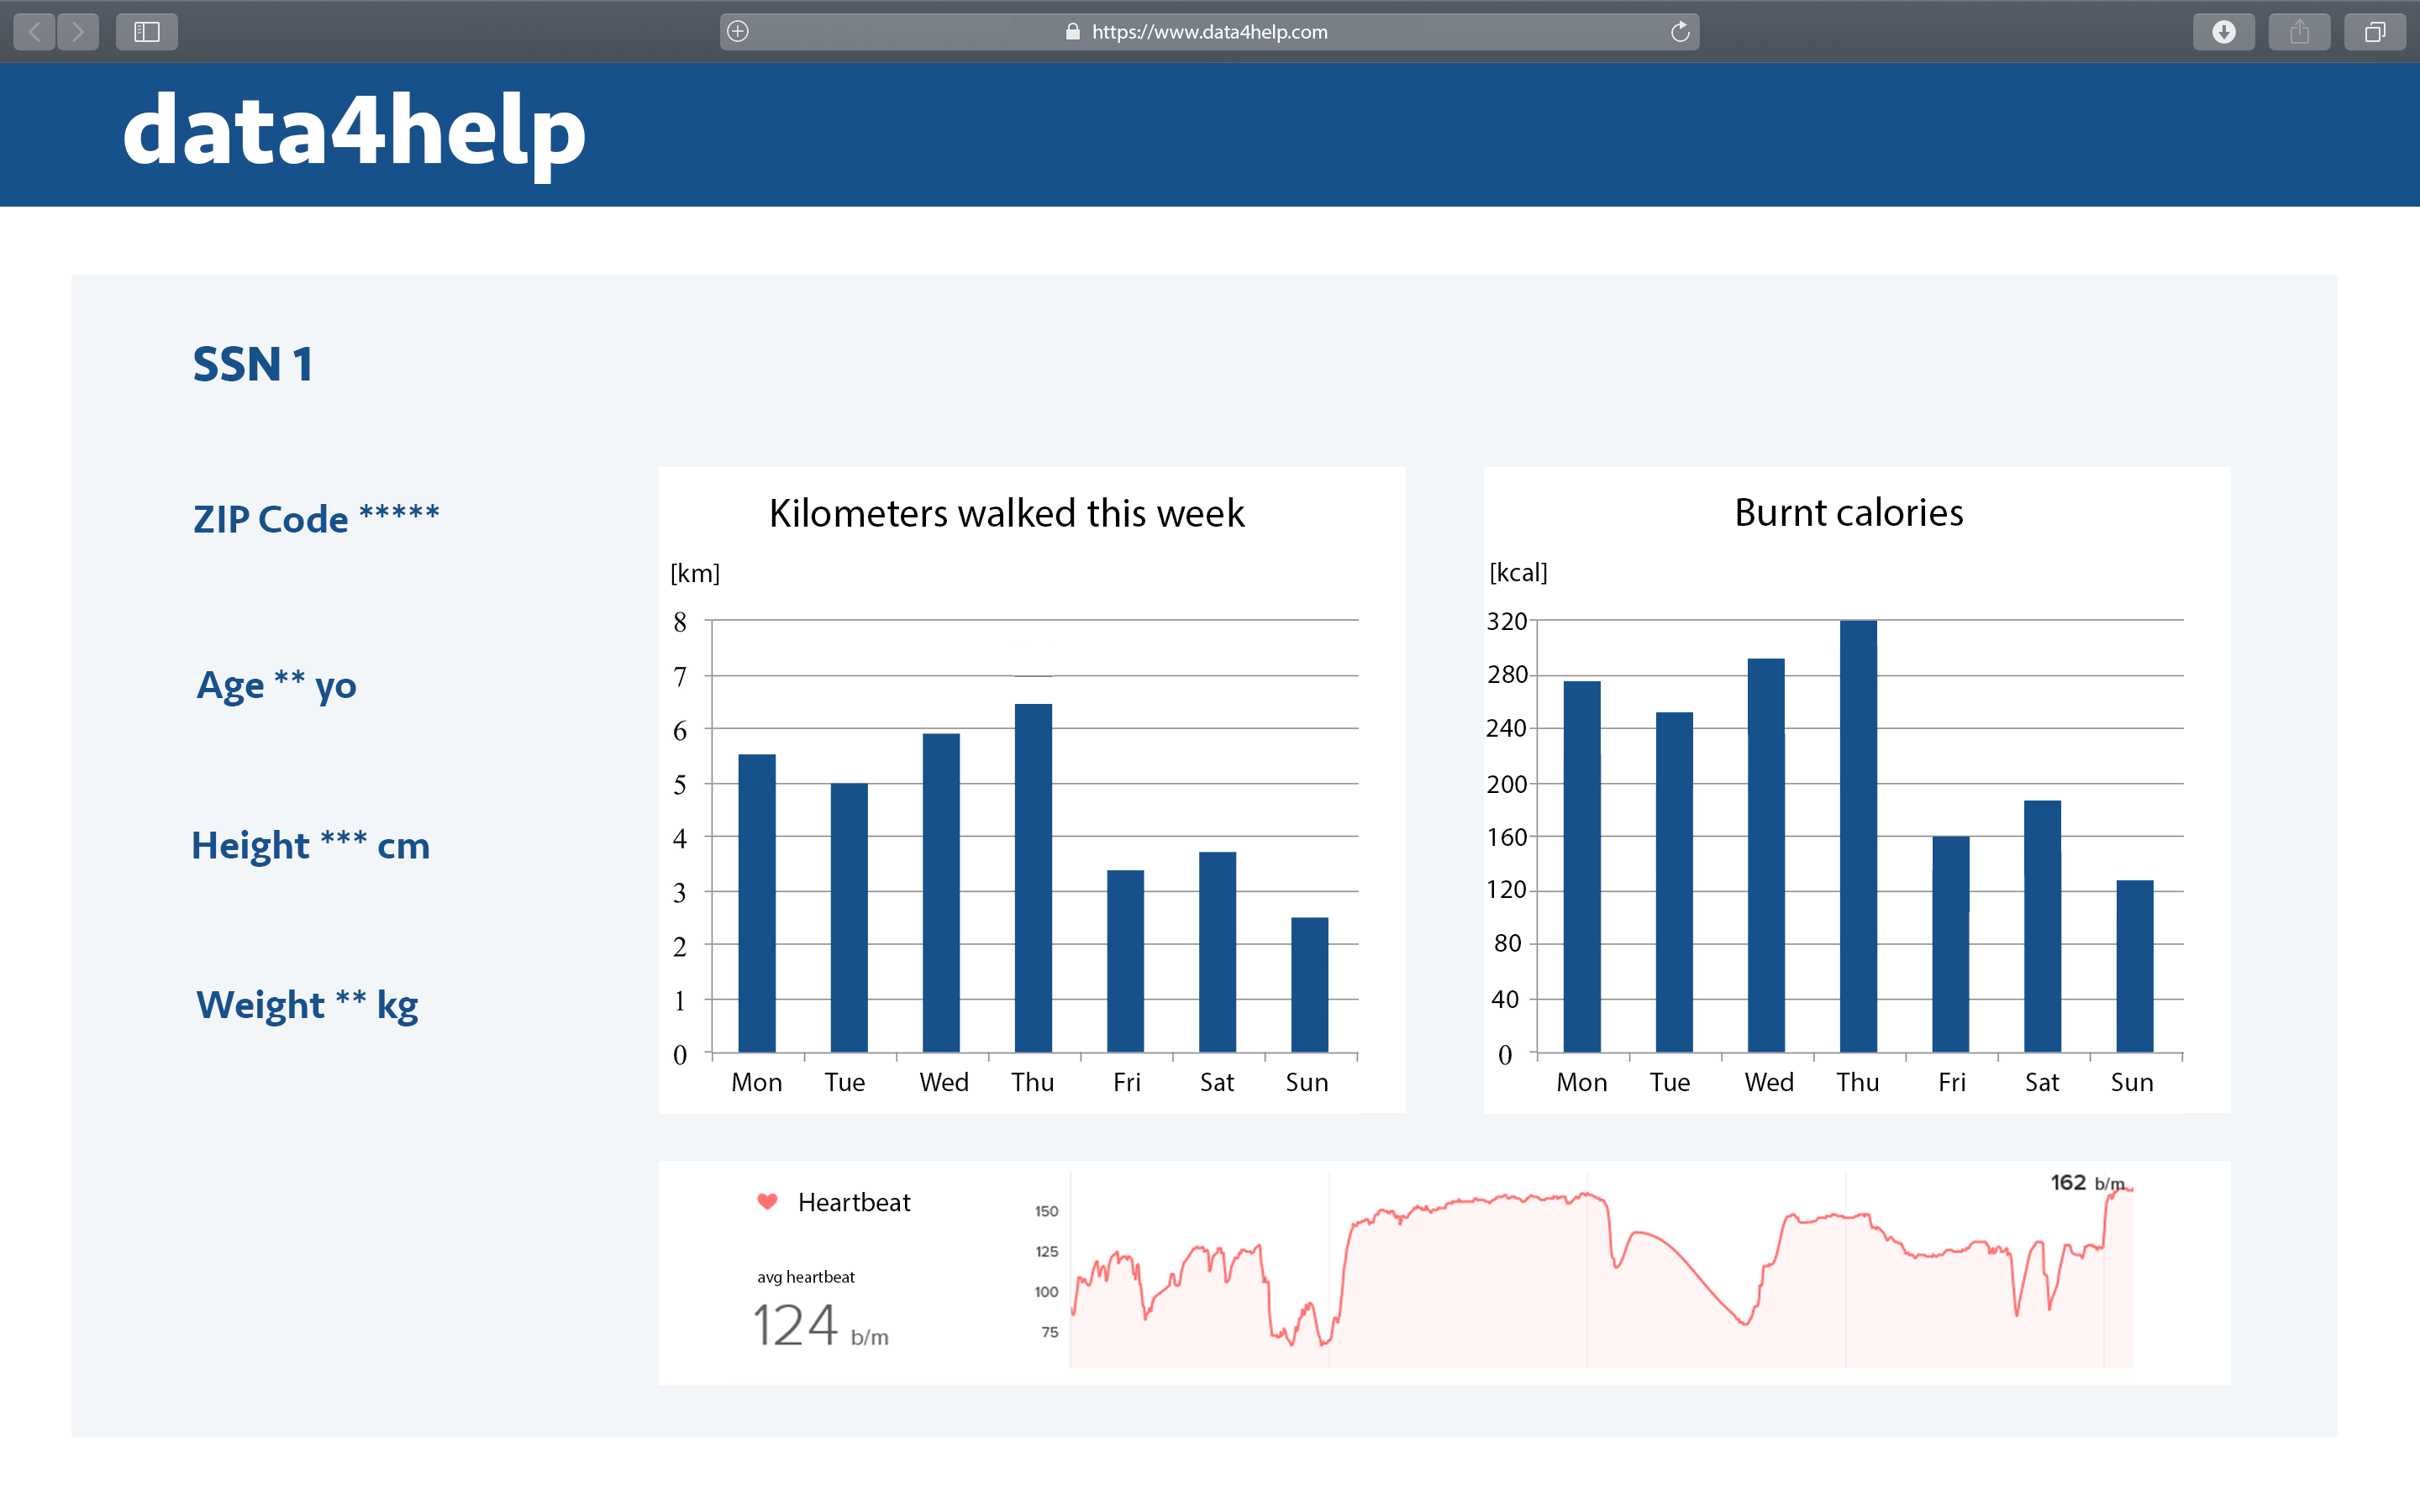 https://www.data4help.com
data4help
SSN 1
ZIP Code *****
Age ** yo
Height *** cm
Weight ** kg
Kilometers walked this week
[km]
8
7
6
5
4
3
2
1
0
Mon Tue Wed Thu Fri Sat Sun
Burnt calories
[kcal]
320
280
240
200
160
120
80
40
0
Mon Tue Wed Thu Fri Sat Sun
Heartbeat
avg heartbeat
124 b/m
150
125
100
75
162 b/m